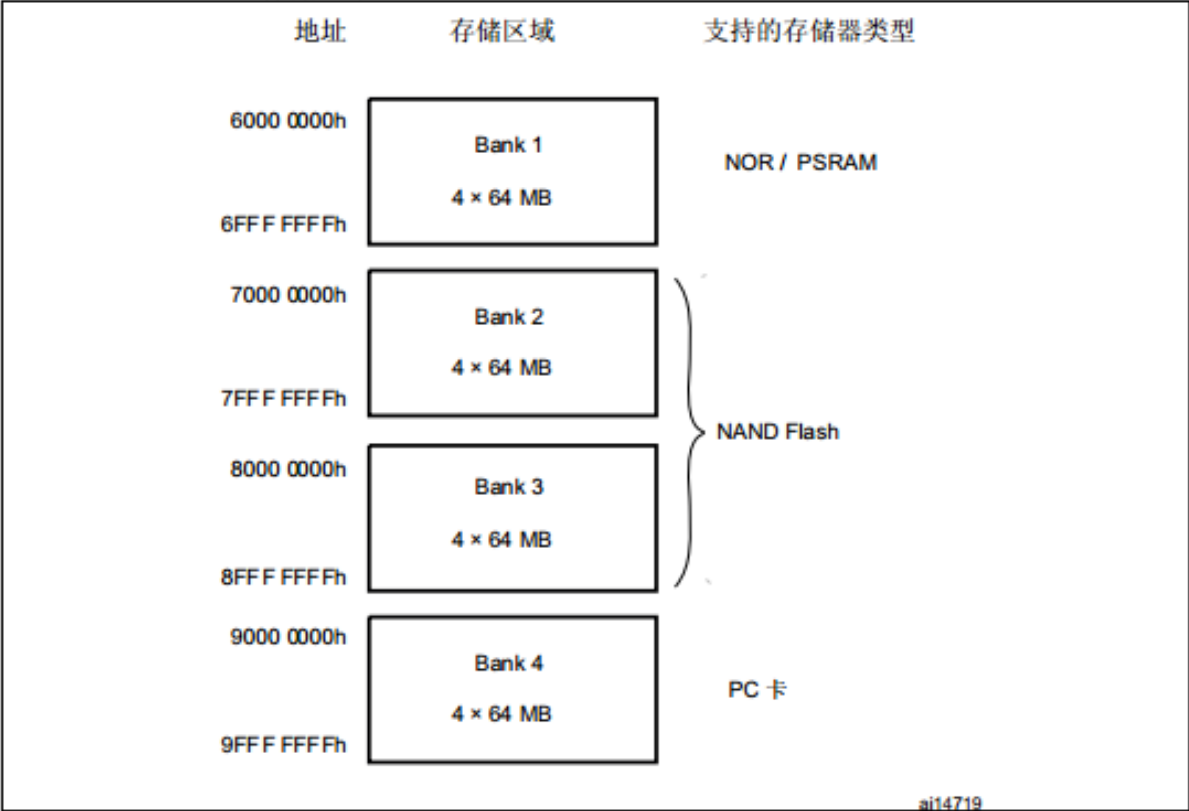 地址 存储区域 支持的存储器类型
6000 0000h
Bank 1
NOR / PSRAM
4 × 64 MB
6FFF FFFFh
7000 0000h
Bank 2
4 × 64 MB
7FFF FFFFh
NAND Flash
8000 0000h
Bank 3
4 × 64 MB
8FFF FFFFh
9000 0000h
Bank 4
PC 卡
4 × 64 MB
9FFF FFFFh
ai14719